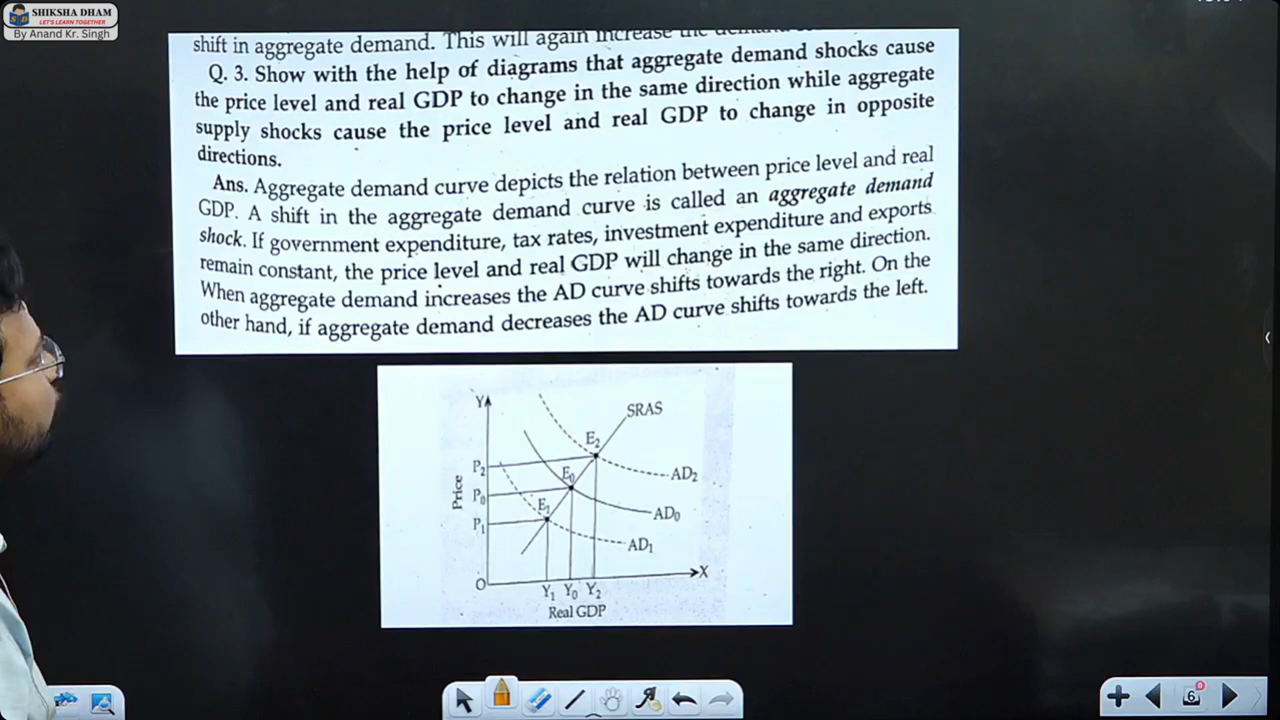 SHIKSHA DHAM
LET'S LEARN TOGETHER
By Anand Kr. Singh
shift in aggregate demand. This will again increase the demand
Q. 3. Show with the help of diagrams that aggregate demand shocks cause
the price level and real GDP to change in the same direction while aggregate
supply shocks cause the price level and real GDP to change in opposite
directions.
Ans. Aggregate demand curve depicts the relation between price level and real
GDP. A shift in the aggregate demand curve is called an aggregate demand
shock. If government expenditure, tax rates, investment expenditure and exports
remain constant, the price level and real GDP will change in the same direction.
When aggregate demand increases the AD curve shifts towards the right. On the
other hand, if aggregate demand decreases the AD curve shifts towards the left.
Y
SRAS
E₂
P₂
AD₂
E₀
P₀
Price
E₁
AD₀
P₁
AD₁
O
X
Y₁ Y₀ Y₂
Real GDP
6